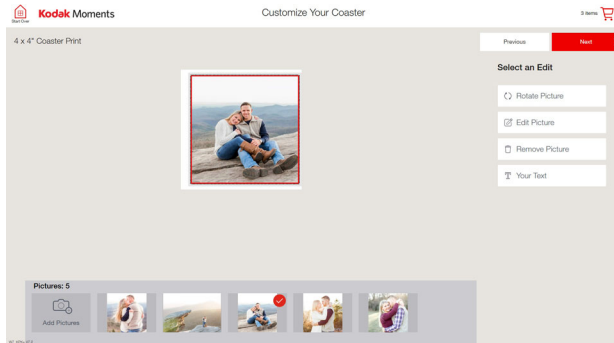 Start Over
Kodak Moments
Customize Your Coaster
3 items
4 x 4" Coaster Print
Previous
Next
Select an Edit
Rotate Picture
Edit Picture
Remove Picture
Your Text
Pictures: 5
Add Pictures